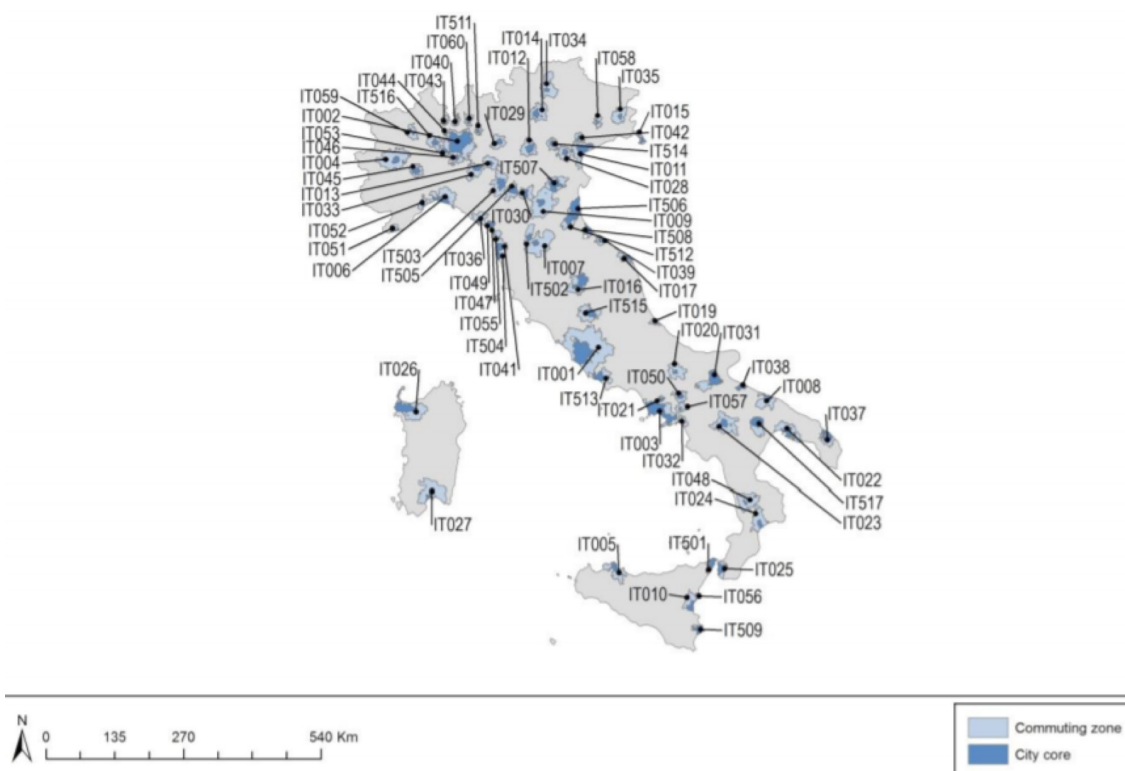 IT511
IT014 IT034
IT060
IT012
IT040
IT058
IT043
IT035
IT044
IT059 IT516
IT029
IT015
IT002
IT042
IT053
IT514
IT046
IT507
IT011
IT004
IT028
IT045
IT013
IT506
IT033
IT030
IT009
IT052
IT508
IT051 IT503
IT512
IT006 IT505
IT036
IT007
IT039
IT049
IT502
IT016
IT017
IT047
IT515
IT019
IT055
IT020
IT031
IT504
IT041
IT001
IT050
IT038
IT026
IT008
IT513
IT057
IT021
IT037
IT003
IT032
IT022
IT048
IT517
IT024
IT023
IT027
IT005
IT501
IT025
IT010
IT056
IT509
N
0 135 270 540 Km
Commuting zone
City core